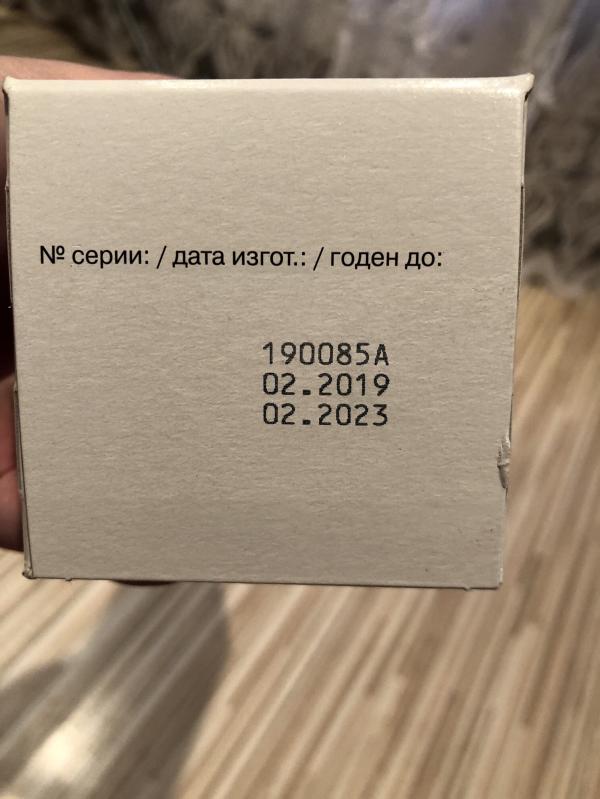 № серии: / дата изгот.: / годен до:
190085A
02.2019
02.2023